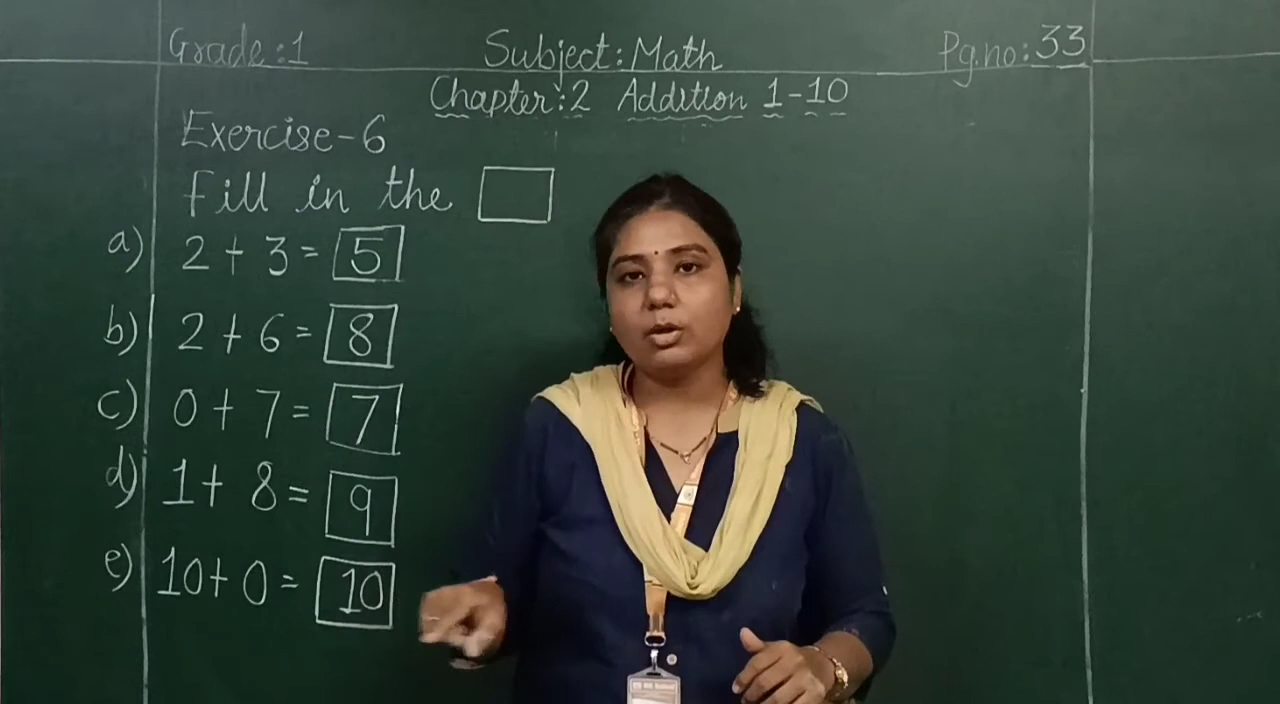 Grade:1 Subject:Math Pg.no:33
Chapter:2 Addition 1-10
Exercise-6
Fill in the
a) 2 + 3 = 5
b) 2 + 6 = 8
c) 0 + 7 = 7
d) 1 + 8 = 9
e) 10 + 0 = 10